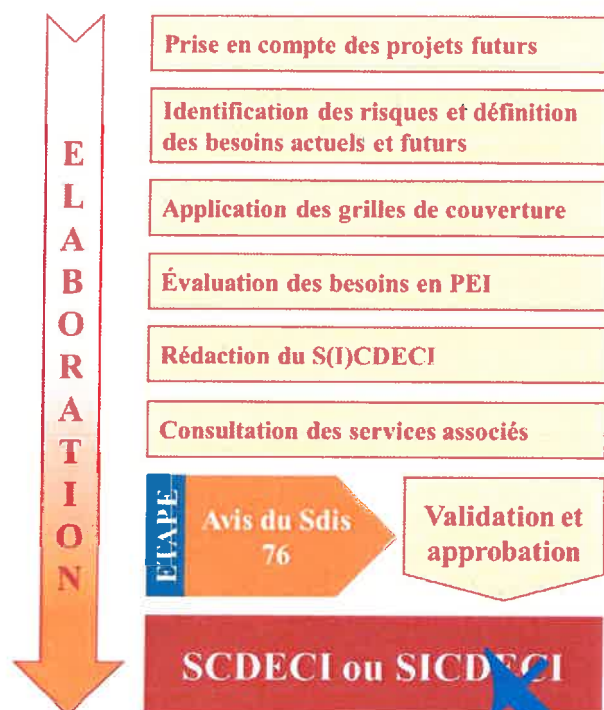 ELABORATION
Prise en compte des projets futurs
Identification des risques et définition
des besoins actuels et futurs
Application des grilles de couverture
Évaluation des besoins en PEI
Rédaction du S(I)CDECI
Consultation des services associés
ETAPE
Avis du Sdis
76
Validation et
approbation
SCDECI ou SICDECI